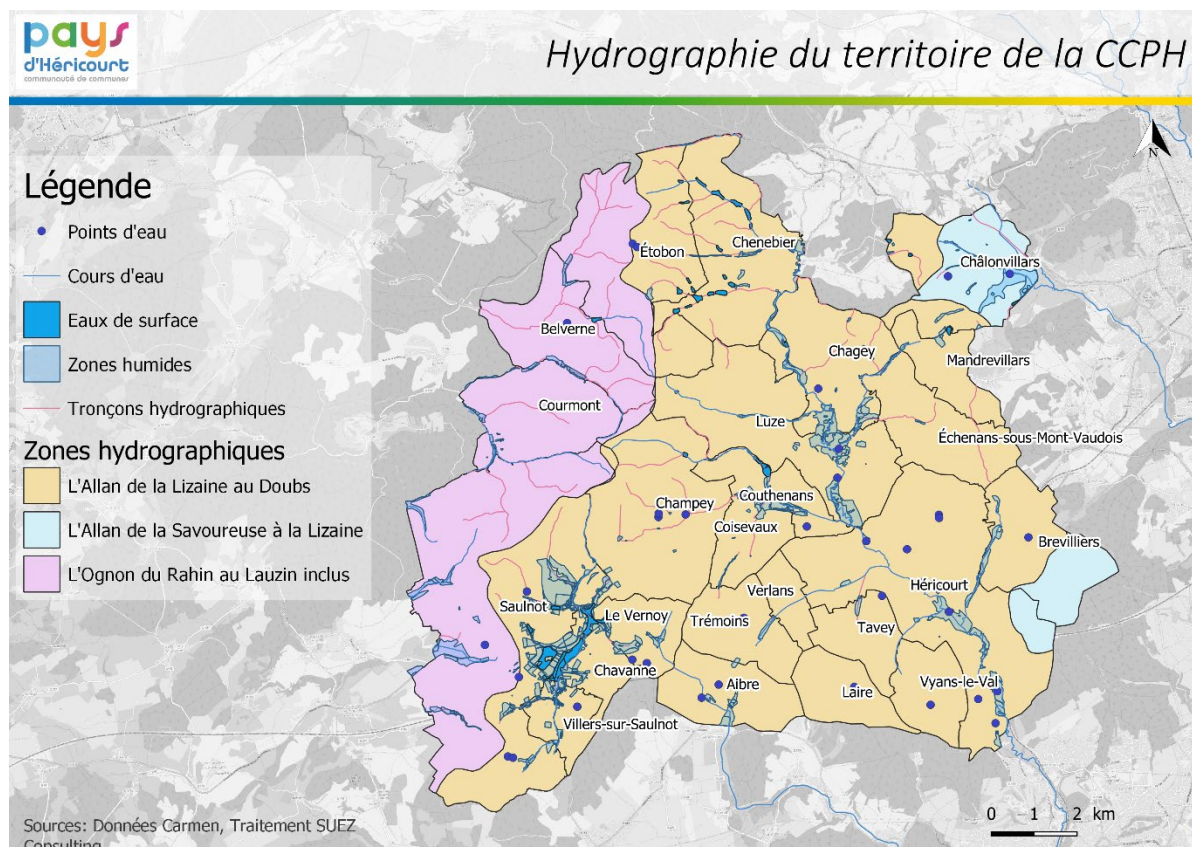 pays
d'Héricourt
communauté de communes
Hydrographie du territoire de la CCPH
N
Légende
Points d'eau
Cours d'eau
Eaux de surface
Zones humides
Tronçons hydrographiques
Zones hydrographiques
L'Allan de la Lizaine au Doubs
L'Allan de la Savoureuse à la Lizaine
L'Ognon du Rahin au Lauzin inclus
Étobon
Chenebier
Châlonvillars
Belverne
Chagey
Mandrevillars
Courmont
Luze
Échenans-sous-Mont-Vaudois
Champey
Couthenans
Coisevaux
Brevilliers
Héricourt
Verlans
Saulnot
Le Vernoy
Trémoins
Tavey
Chavanne
Aibre
Laire
Vyans-le-Val
Villers-sur-Saulnot
0 1 2 km
Sources: Données Carmen, Traitement SUEZ
Consulting